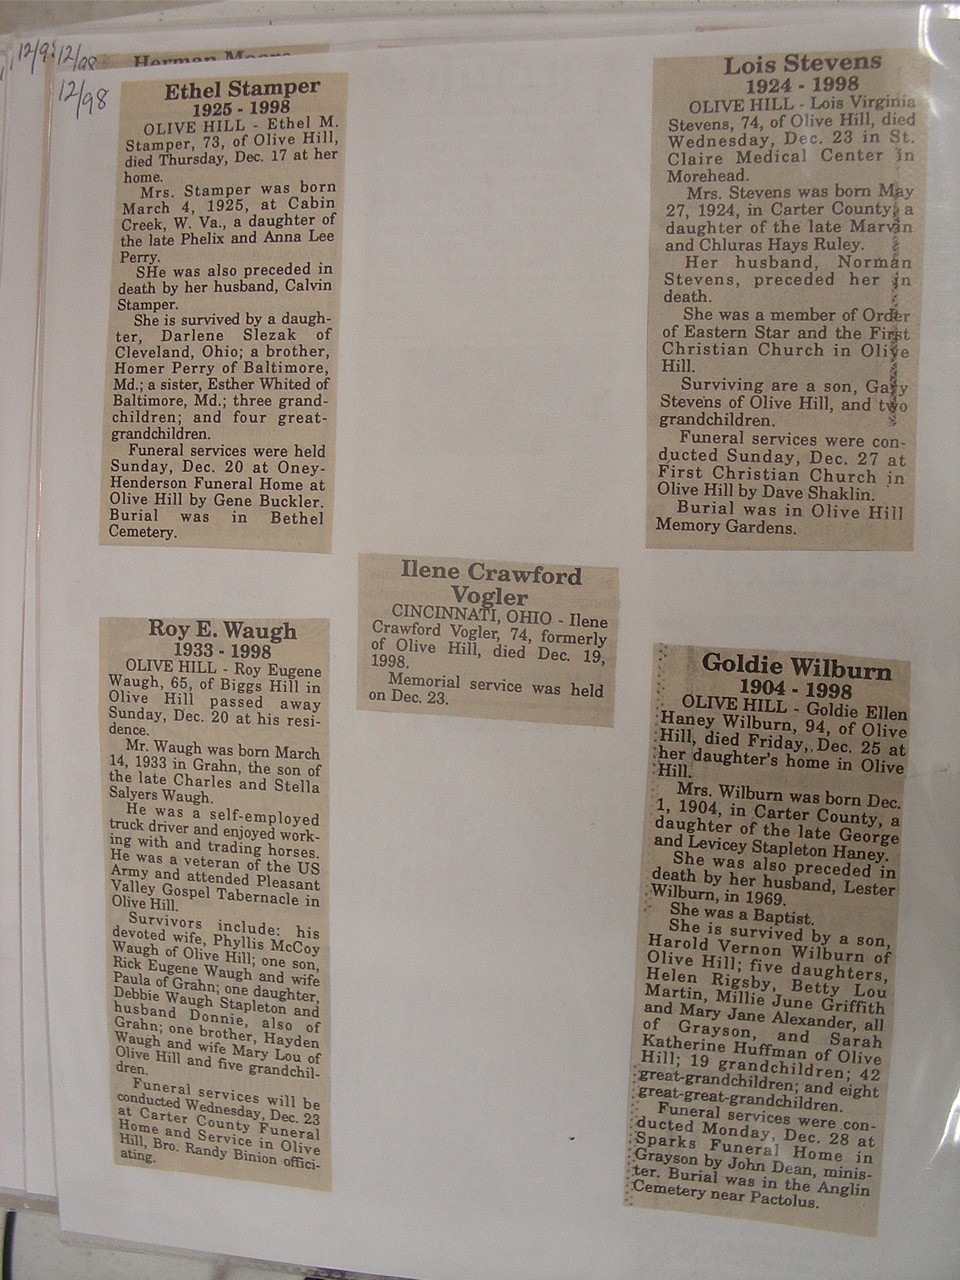 12/98
12/98
Herman Moore
12/98
Ethel Stamper
1925 - 1998
OLIVE HILL - Ethel M.
Stamper, 73, of Olive Hill,
died Thursday, Dec. 17 at her
home.
Mrs. Stamper was born
March 4, 1925, at Cabin
Creek, W. Va., a daughter of
the late Phelix and Anna Lee
Perry.
SHe was also preceded in
death by her husband, Calvin
Stamper.
She is survived by a daugh-
ter, Darlene Slezak of
Cleveland, Ohio; a brother,
Homer Perry of Baltimore,
Md.; a sister, Esther Whited of
Baltimore, Md.; three grand-
children; and four great-
grandchildren.
Funeral services were held
Sunday, Dec. 20 at Oney-
Henderson Funeral Home at
Olive Hill by Gene Buckler.
Burial was in Bethel
Cemetery.
Roy E. Waugh
1933 - 1998
OLIVE HILL - Roy Eugene
Waugh, 65, of Biggs Hill in
Olive Hill passed away
Sunday, Dec. 20 at his resi-
dence.
Mr. Waugh was born March
14, 1933 in Grahn, the son of
the late Charles and Stella
Salyers Waugh.
He was a self-employed
truck driver and enjoyed work-
ing with and trading horses.
He was a veteran of the US
Army and attended Pleasant
Valley Gospel Tabernacle in
Olive Hill.
Survivors include: his
devoted wife, Phyllis McCoy
Waugh of Olive Hill; one son,
Rick Eugene Waugh and wife
Paula of Grahn; one daughter,
Debbie Waugh Stapleton and
husband Donnie, also of
Grahn; one brother, Hayden
Waugh and wife Mary Lou of
Olive Hill and five grandchil-
dren.
Funeral services will be
conducted Wednesday, Dec. 23
at Carter County Funeral
Home and Service in Olive
Hill, Bro. Randy Binion offici-
ating.
Ilene Crawford
Vogler
CINCINNATI, OHIO - Ilene
Crawford Vogler, 74, formerly
of Olive Hill, died Dec. 19,
1998.
Memorial service was held
on Dec. 23.
Lois Stevens
1924 - 1998
OLIVE HILL - Lois Virginia
Stevens, 74, of Olive Hill, died
Wednesday, Dec. 23 in St.
Claire Medical Center in
Morehead.
Mrs. Stevens was born May
27, 1924, in Carter County, a
daughter of the late Marvin
and Chluras Hays Ruley.
Her husband, Norman
Stevens, preceded her in
death.
She was a member of Order
of Eastern Star and the First
Christian Church in Olive
Hill.
Surviving are a son, Gary
Stevens of Olive Hill, and two
grandchildren.
Funeral services were con-
ducted Sunday, Dec. 27 at
First Christian Church in
Olive Hill by Dave Shaklin.
Burial was in Olive Hill
Memory Gardens.
Goldie Wilburn
1904 - 1998
OLIVE HILL - Goldie Ellen
Haney Wilburn, 94, of Olive
Hill, died Friday, Dec. 25 at
her daughter's home in Olive
Hill.
Mrs. Wilburn was born Dec.
1, 1904, in Carter County, a
daughter of the late George
and Levicey Stapleton Haney.
She was also preceded in
death by her husband, Lester
Wilburn, in 1969.
She was a Baptist.
She is survived by a son,
Harold Vernon Wilburn of
Olive Hill; five daughters,
Helen Rigsby, Betty Lou
Martin, Millie June Griffith
and Mary Jane Alexander, all
of Grayson, and Sarah
Katherine Huffman of Olive
Hill; 19 grandchildren; 42
great-grandchildren; and eight
great-great-grandchildren.
Funeral services were con-
ducted Monday, Dec. 28 at
Sparks Funeral Home in
Grayson by John Dean, minis-
ter. Burial was in the Anglin
Cemetery near Pactolus.